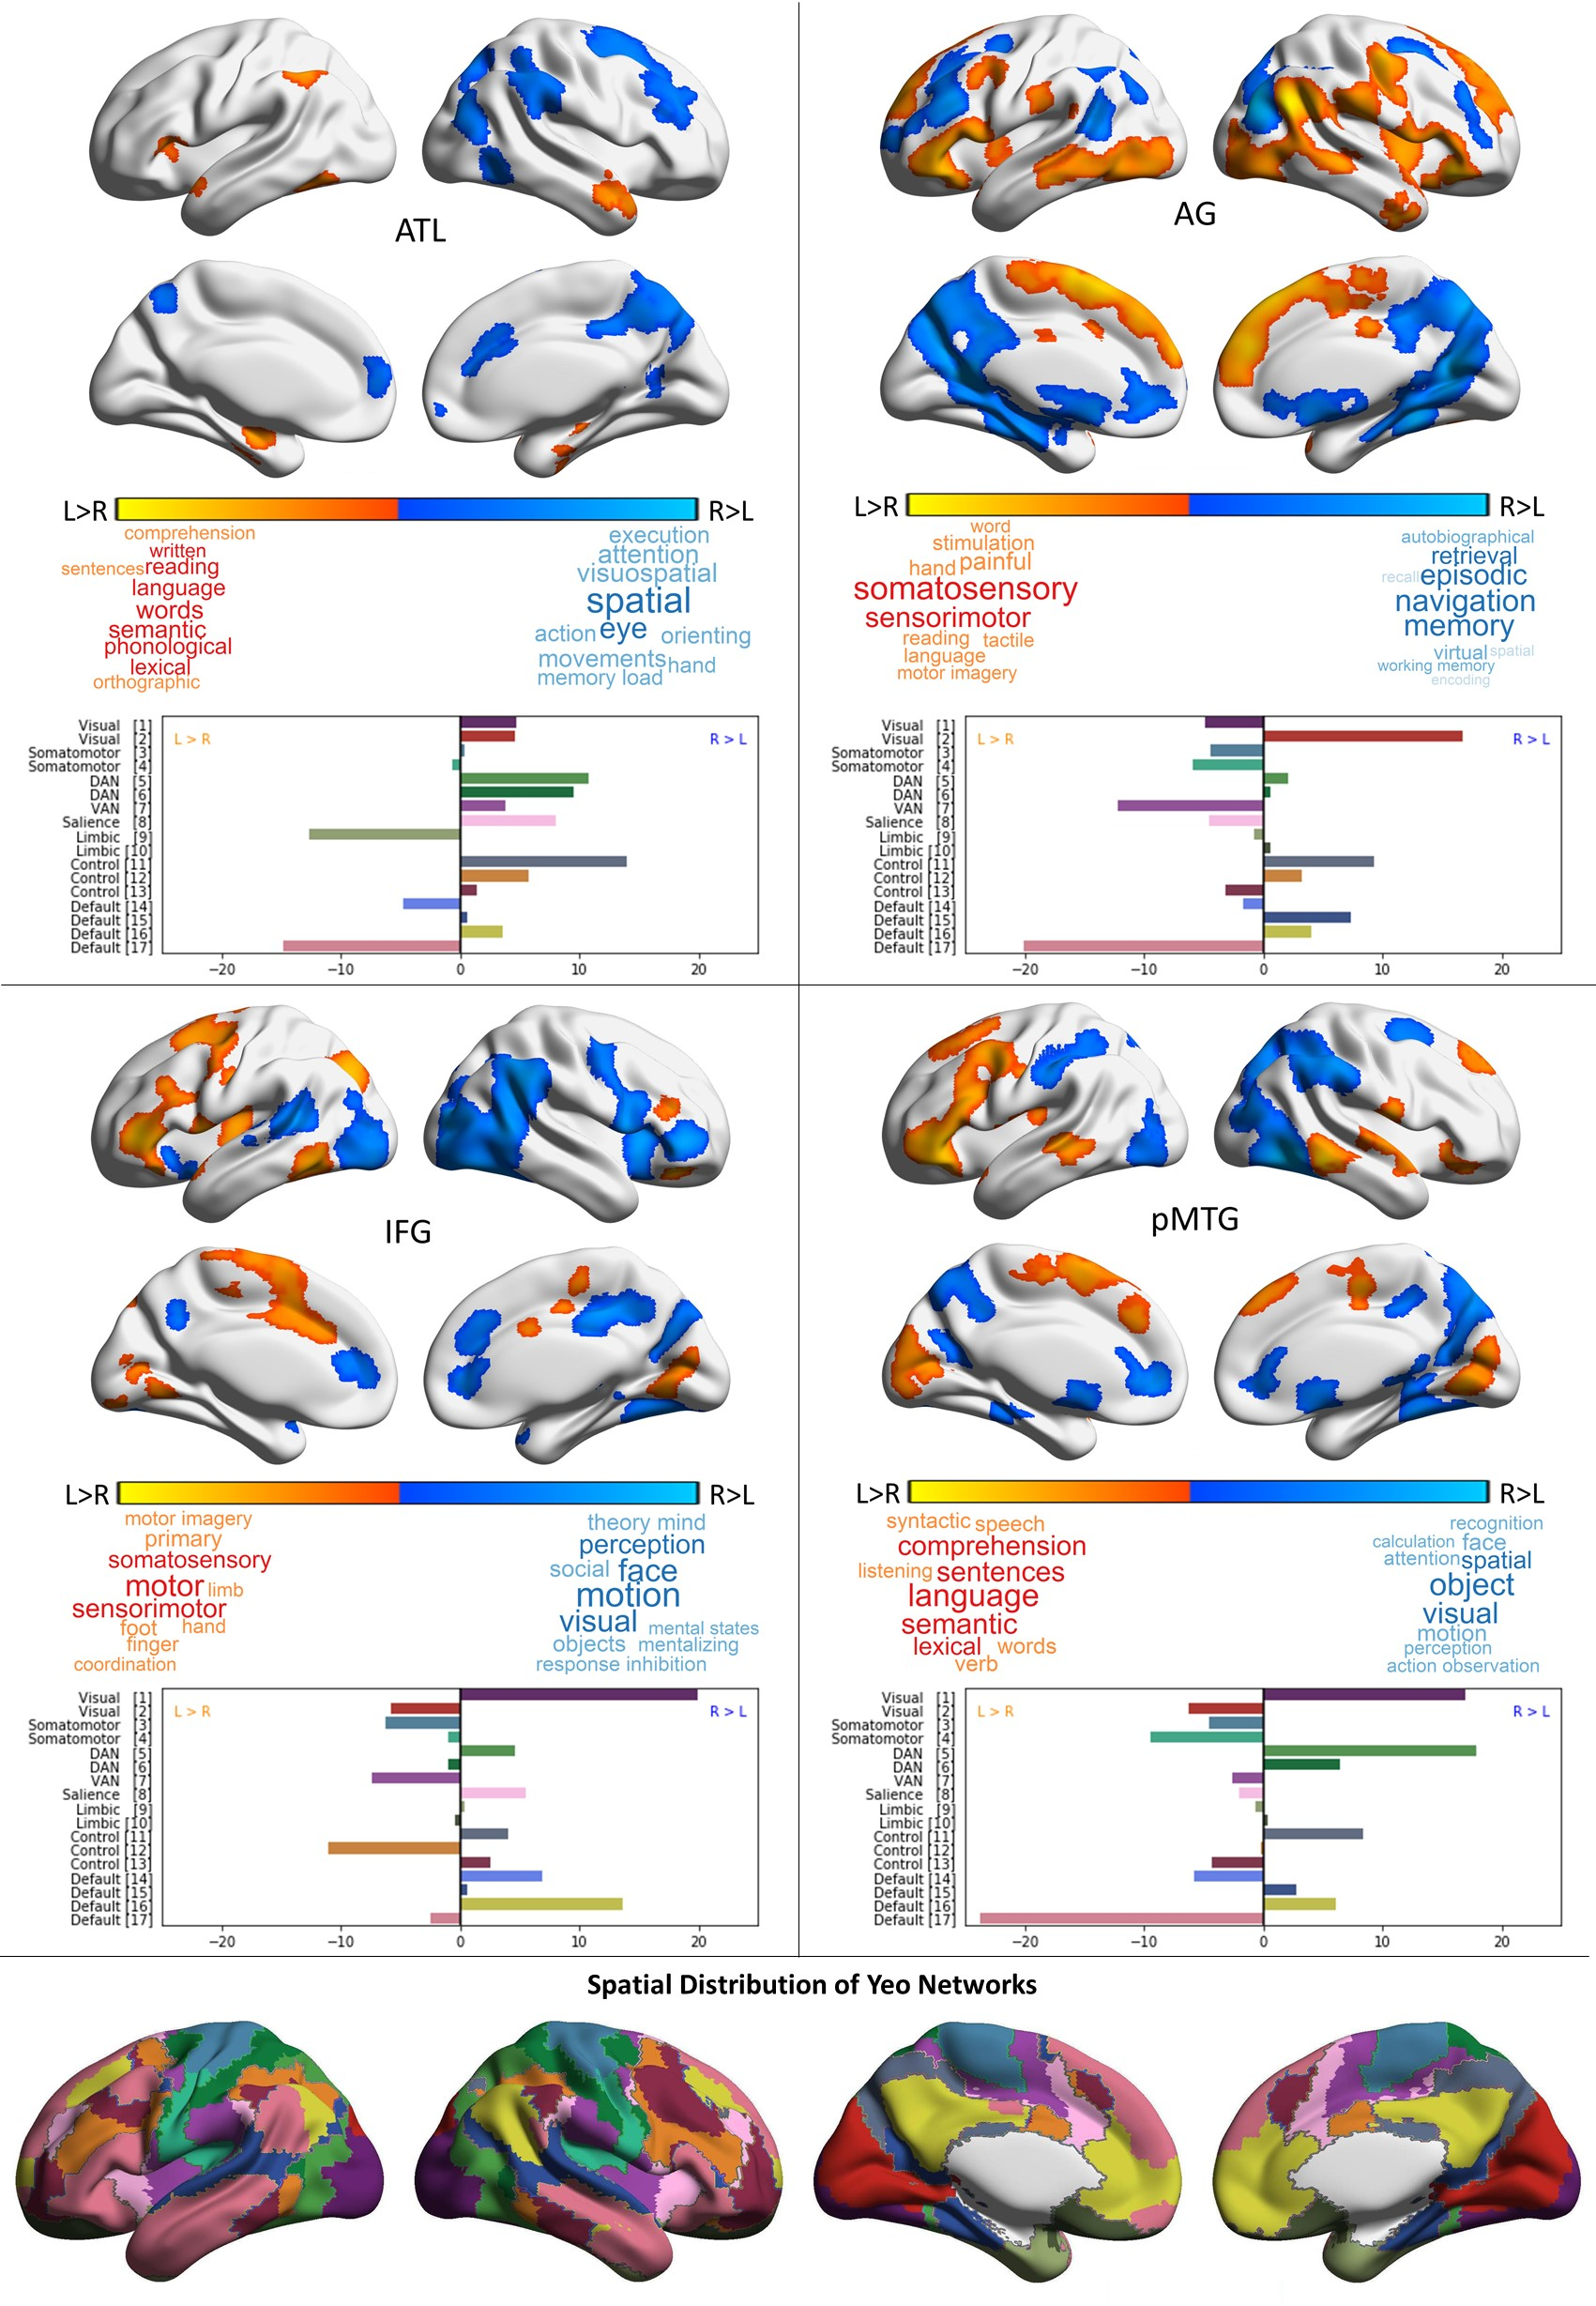 ATL
L>R R>L
comprehension
written
sentences reading
language
words
semantic
phonological
lexical
orthographic
execution
attention
visuospatial
spatial
action eye orienting
movements hand
memory load
L > R R > L
Visual [1]
Visual [2]
Somatomotor [3]
Somatomotor [4]
DAN [5]
DAN [6]
VAN [7]
Salience [8]
Limbic [9]
Limbic [10]
Control [11]
Control [12]
Control [13]
Default [14]
Default [15]
Default [16]
Default [17]
−20 −10 0 10 20
AG
L>R R>L
word
stimulation
hand painful
somatosensory
sensorimotor
reading tactile
language
motor imagery
autobiographical
retrieval
recall episodic
navigation
memory
virtual spatial
working memory
encoding
L > R R > L
Visual [1]
Visual [2]
Somatomotor [3]
Somatomotor [4]
DAN [5]
DAN [6]
VAN [7]
Salience [8]
Limbic [9]
Limbic [10]
Control [11]
Control [12]
Control [13]
Default [14]
Default [15]
Default [16]
Default [17]
−20 −10 0 10 20
IFG
L>R R>L
motor imagery
primary
somatosensory
motor limb
sensorimotor
foot hand
finger
coordination
theory mind
perception
social face
motion
visual mental states
objects mentalizing
response inhibition
L > R R > L
Visual [1]
Visual [2]
Somatomotor [3]
Somatomotor [4]
DAN [5]
DAN [6]
VAN [7]
Salience [8]
Limbic [9]
Limbic [10]
Control [11]
Control [12]
Control [13]
Default [14]
Default [15]
Default [16]
Default [17]
−20 −10 0 10 20
pMTG
L>R R>L
syntactic speech
comprehension
listening sentences
language
semantic
lexical words
verb
recognition
calculation face
attention spatial
object
visual
motion
perception
action observation
L > R R > L
Visual [1]
Visual [2]
Somatomotor [3]
Somatomotor [4]
DAN [5]
DAN [6]
VAN [7]
Salience [8]
Limbic [9]
Limbic [10]
Control [11]
Control [12]
Control [13]
Default [14]
Default [15]
Default [16]
Default [17]
−20 −10 0 10 20
Spatial Distribution of Yeo Networks